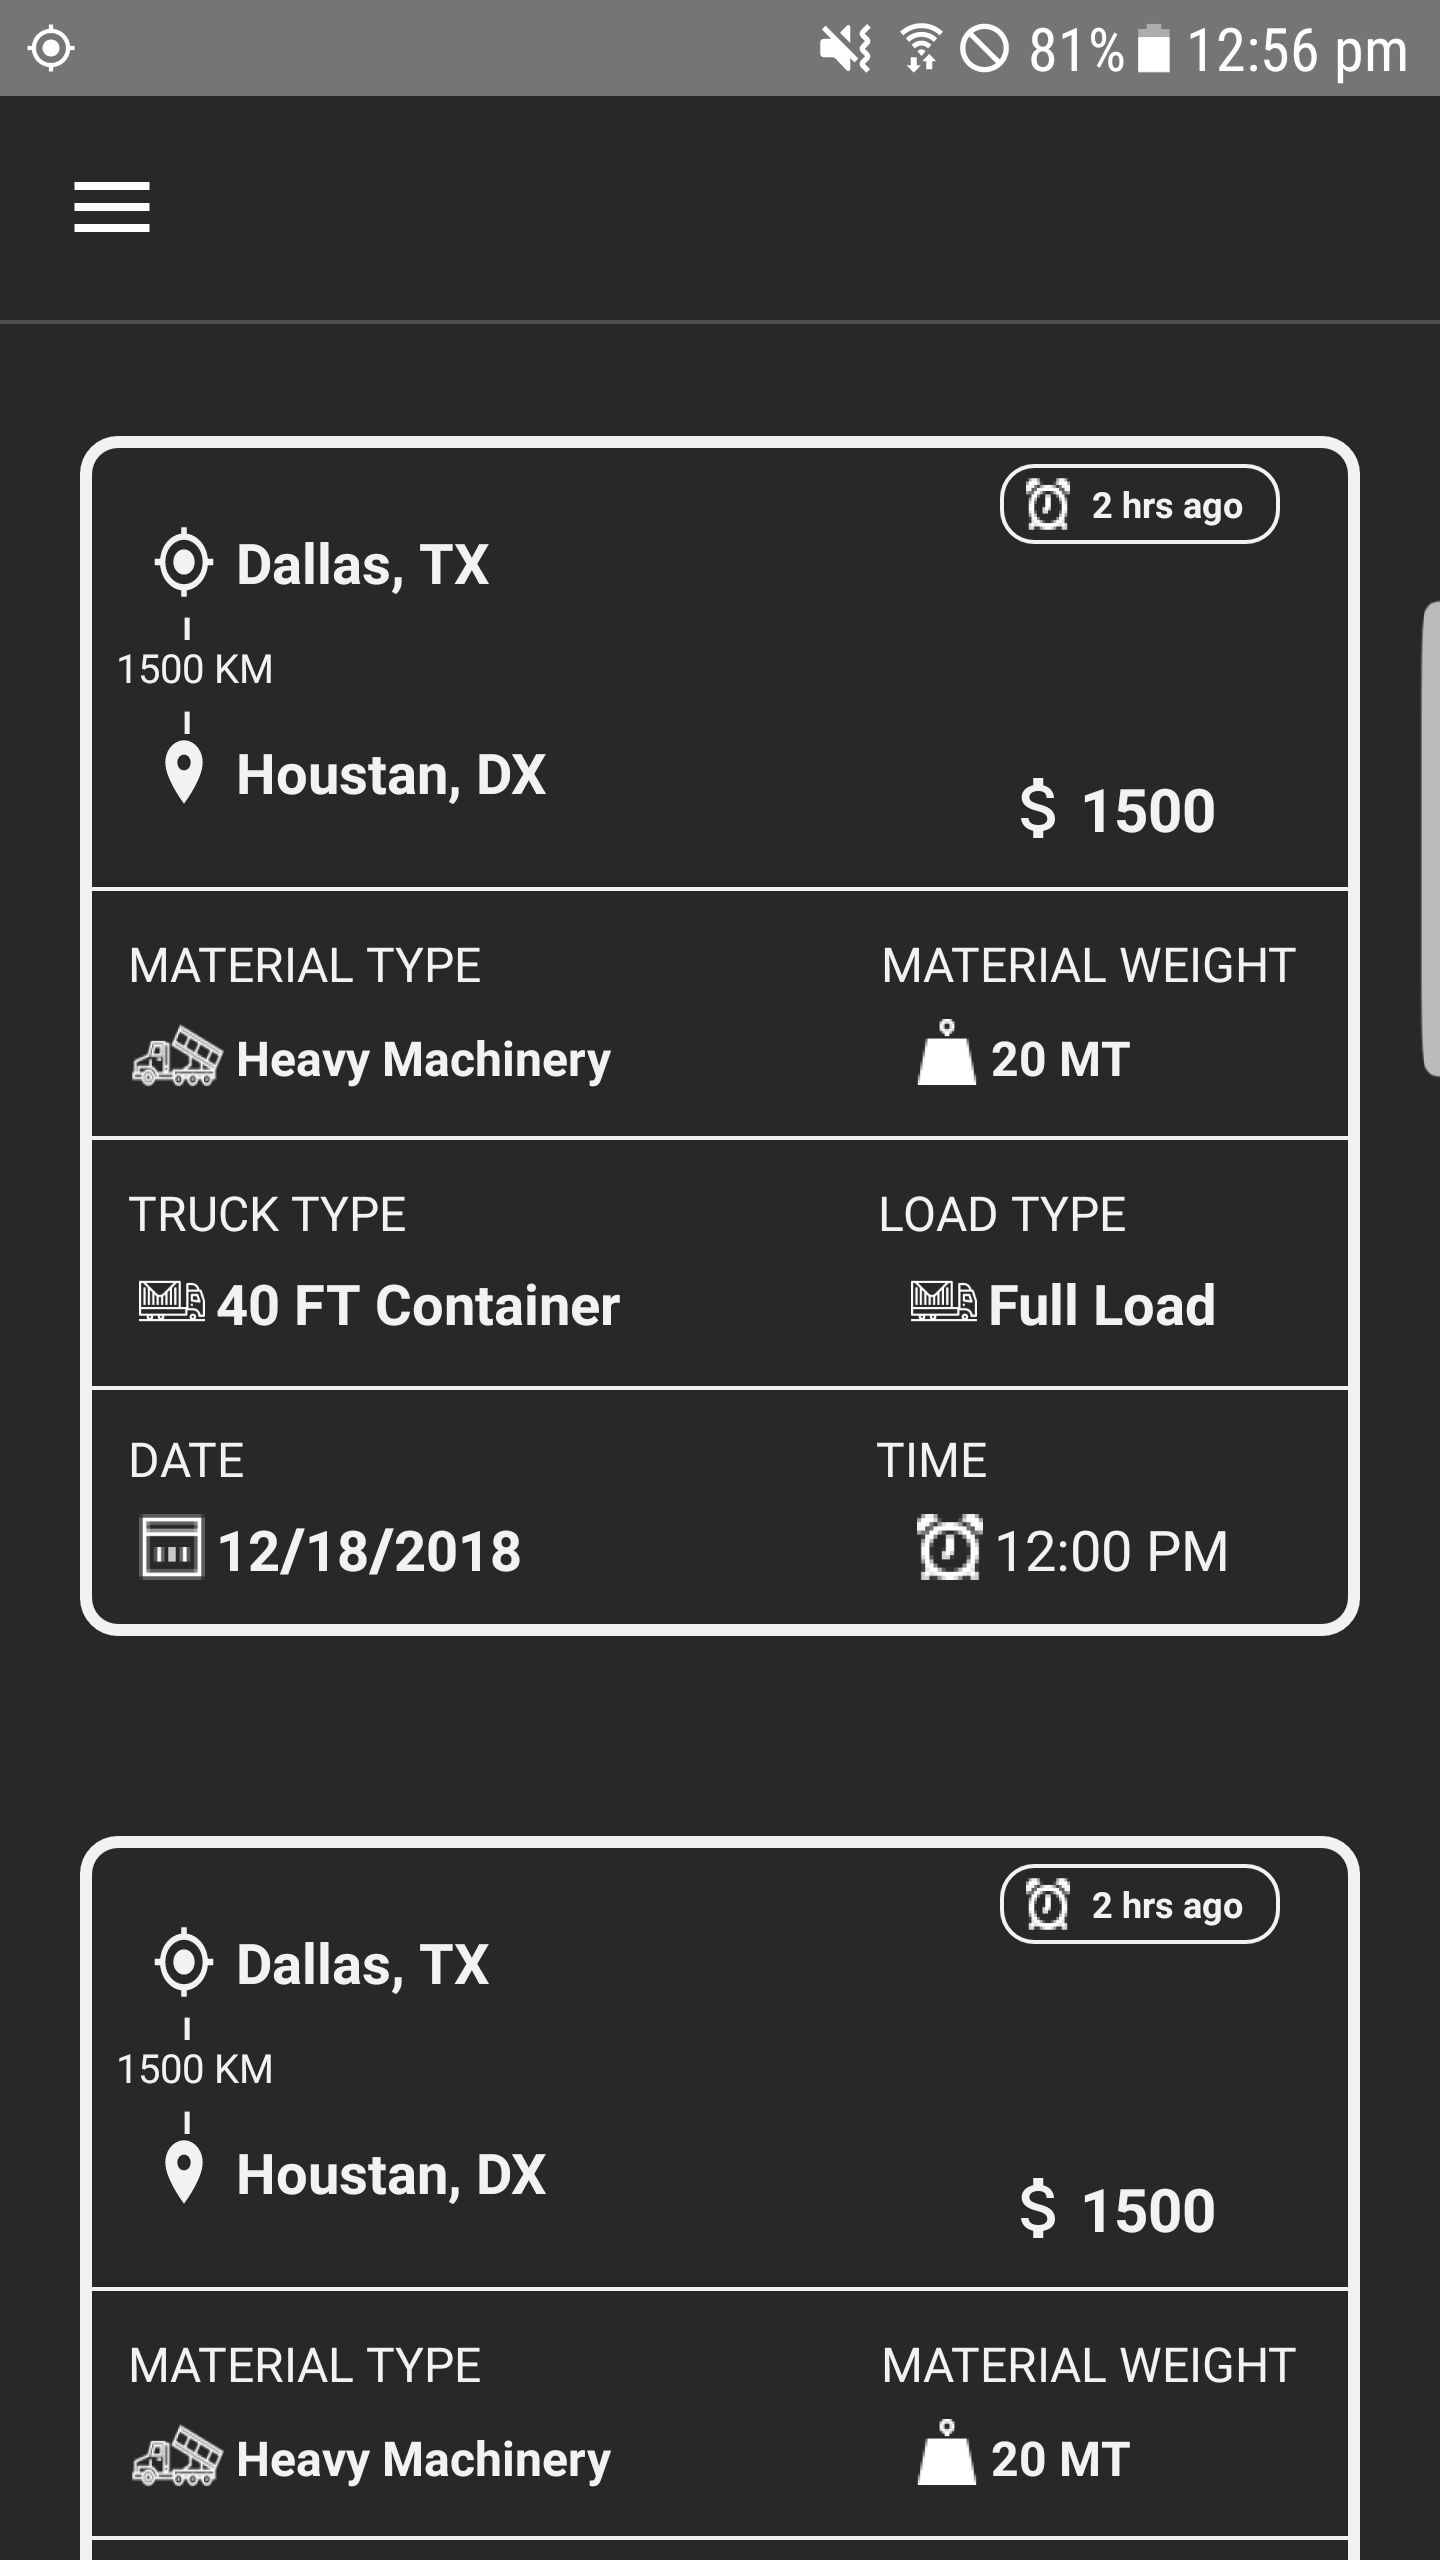 81% 12:56 pm
2 hrs ago
Dallas, TX
1500 KM
Houstan, DX
$ 1500
MATERIAL TYPE MATERIAL WEIGHT
Heavy Machinery 20 MT
TRUCK TYPE LOAD TYPE
40 FT Container Full Load
DATE TIME
12/18/2018 12:00 PM
2 hrs ago
Dallas, TX
1500 KM
Houstan, DX
$ 1500
MATERIAL TYPE MATERIAL WEIGHT
Heavy Machinery 20 MT